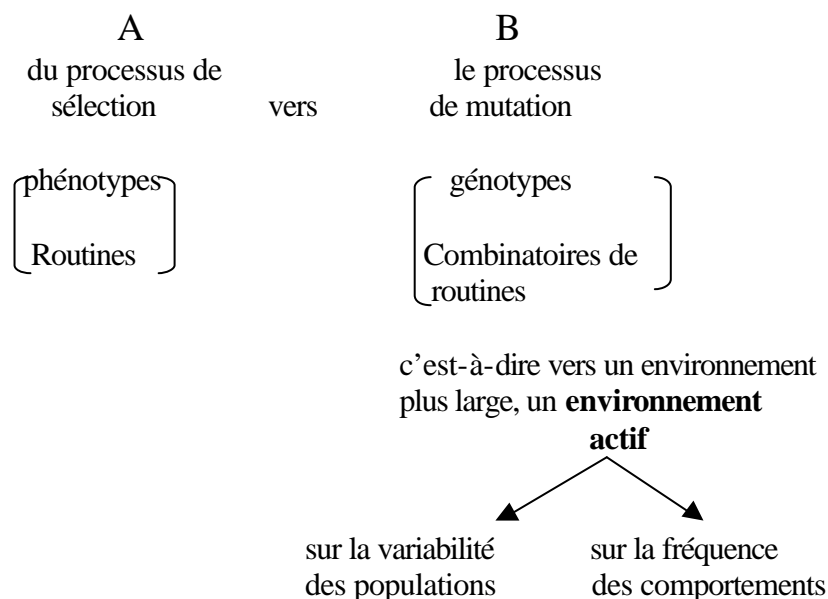 A B
du processus de le processus
sélection vers de mutation
phénotypes génotypes
Routines Combinatoires de
routines
c’est-à-dire vers un environnement
plus large, un environnement
actif
sur la variabilité sur la fréquence
des populations des comportements